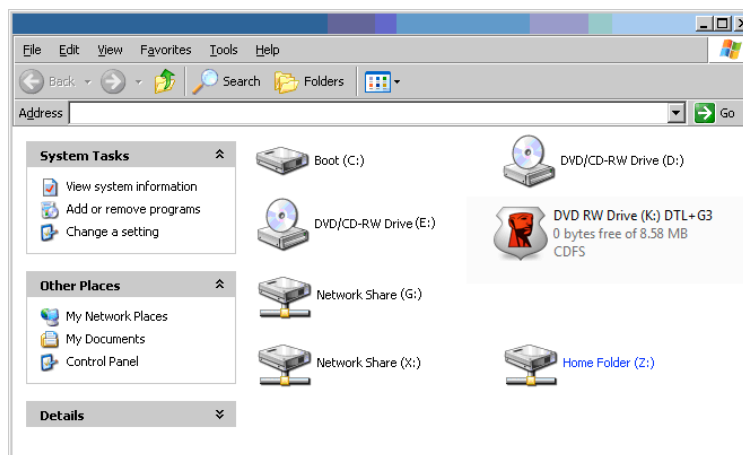 File Edit View Favorites Tools Help
Back Search Folders
Address Go
System Tasks
View system information
Add or remove programs
Change a setting
Other Places
My Network Places
My Documents
Control Panel
Details
Boot (C:)
DVD/CD-RW Drive (D:)
DVD/CD-RW Drive (E:)
DVD RW Drive (K:) DTL+G3
0 bytes free of 8.58 MB
CDFS
Network Share (G:)
Network Share (X:)
Home Folder (Z:)